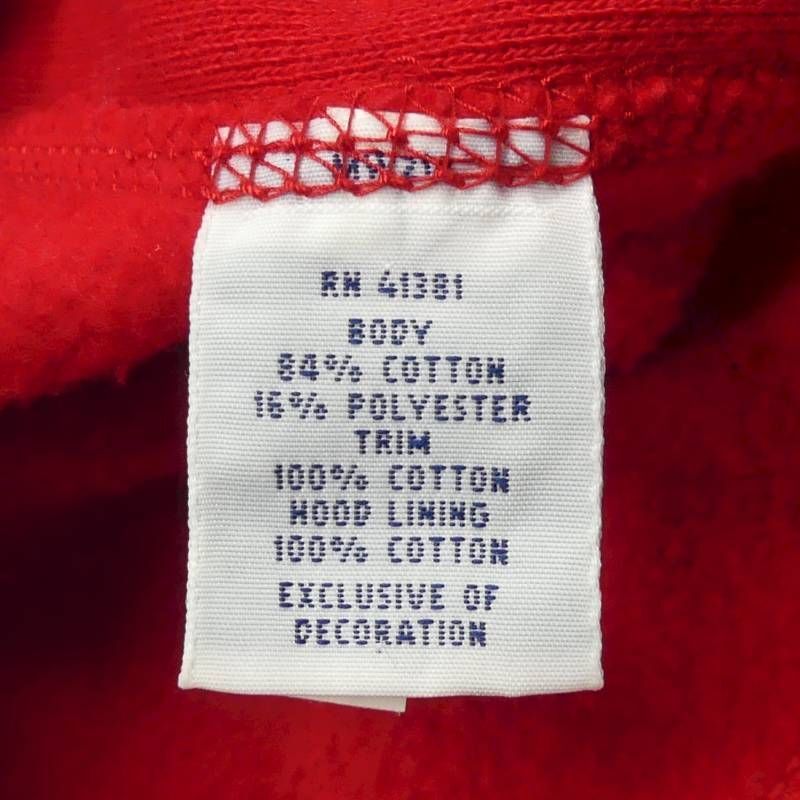 RN 41381
BODY
84% COTTON
16% POLYESTER
TRIM
100% COTTON
HOOD LINING
100% COTTON
EXCLUSIVE OF
DECORATION